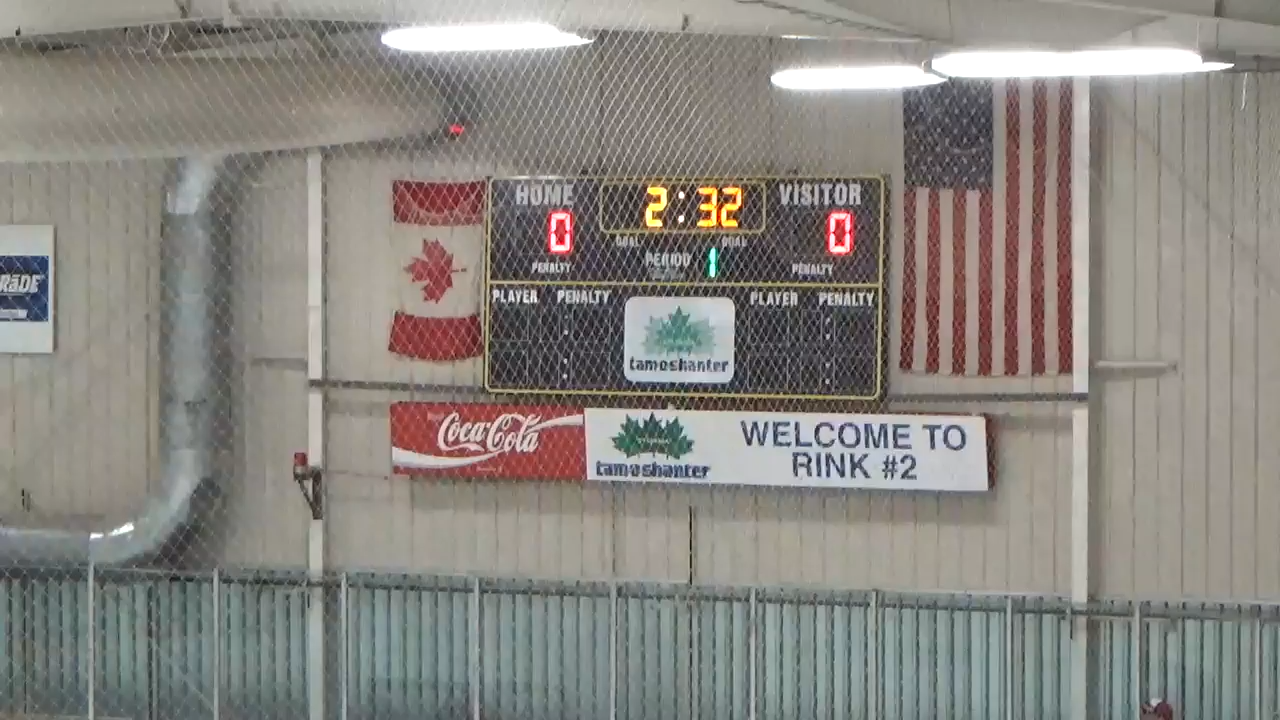 HOME 2:32 VISITOR
0 0
GOAL GOAL
PERIOD 1
PENALTY PENALTY
PLAYER PENALTY PLAYER PENALTY
tamoshanter
Coca-Cola
tamoshanter
WELCOME TO
RINK #2